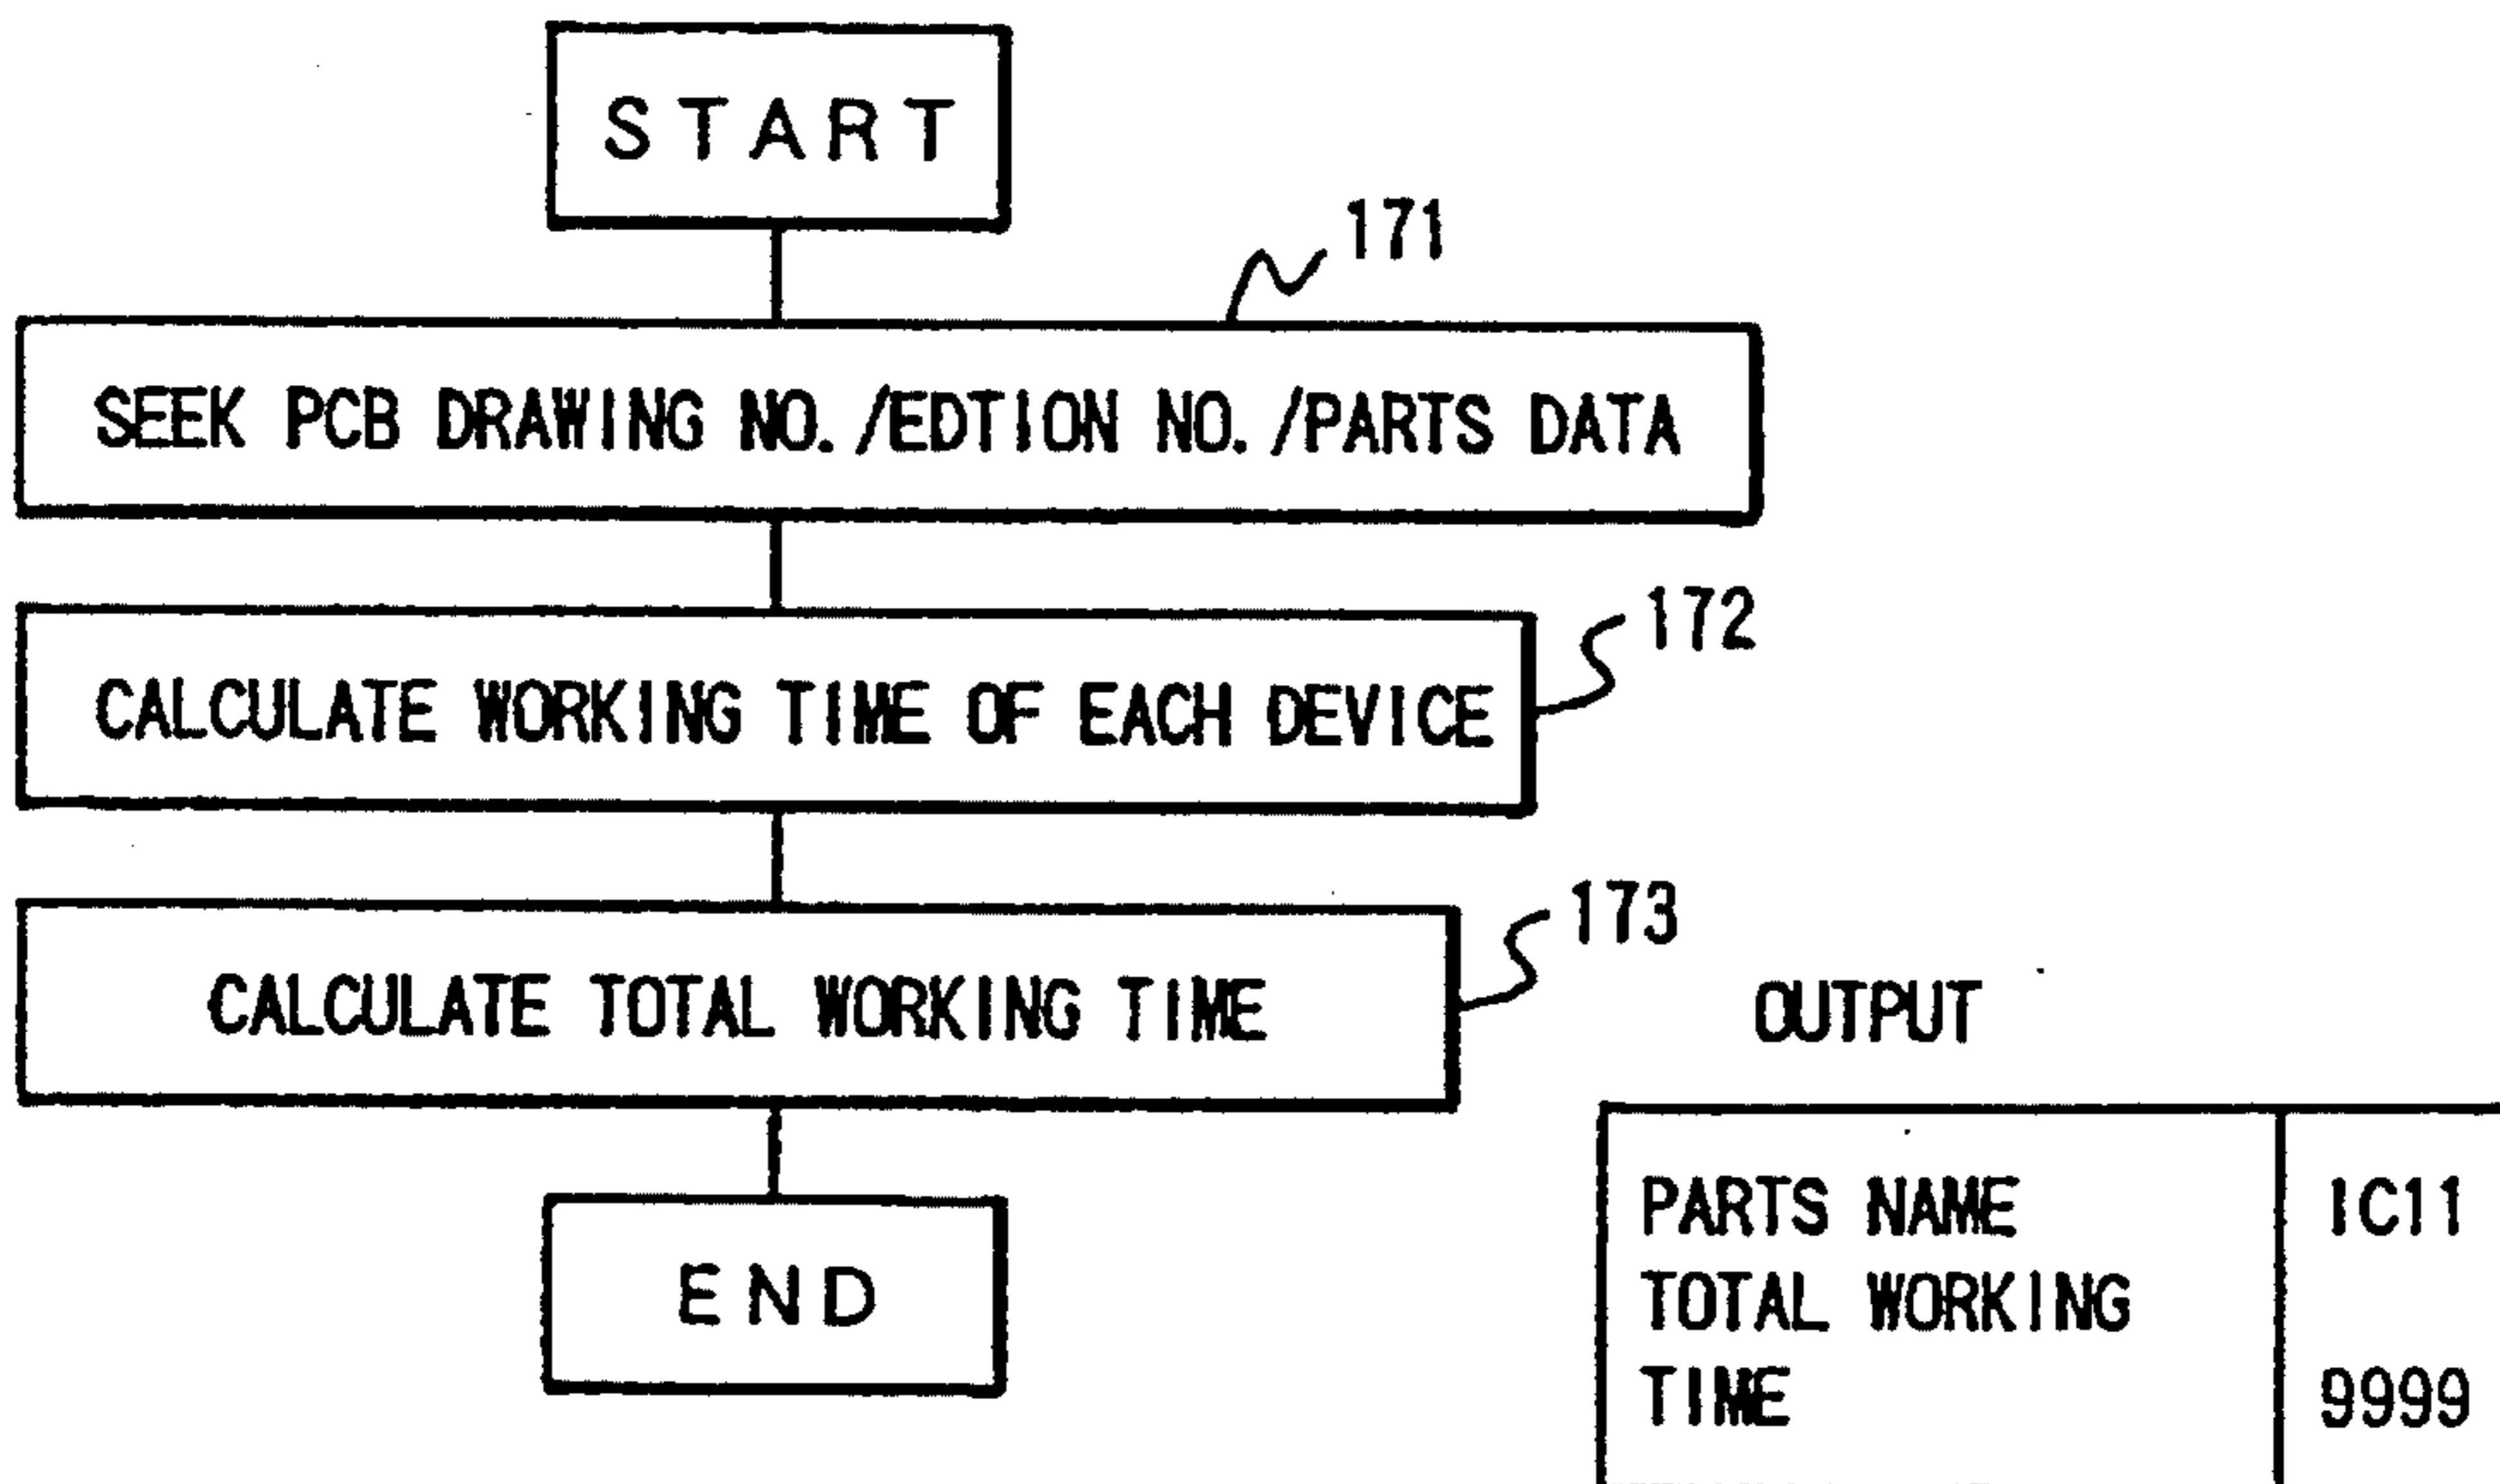 START
171
SEEK PCB DRAWING NO./EDTION NO./PARTS DATA
172
CALCULATE WORKING TIME OF EACH DEVICE
173
CALCULATE TOTAL WORKING TIME
OUTPUT
END
PARTS NAME IC11
TOTAL WORKING
TIME 9999